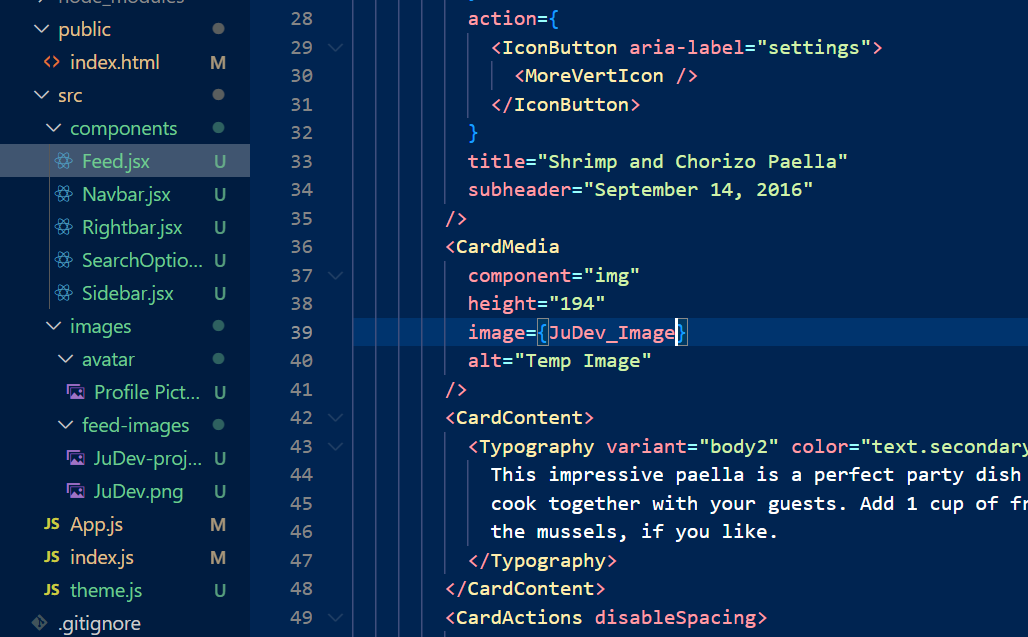 node_modules
public
index.html M
src
components
Feed.jsx U
Navbar.jsx U
Rightbar.jsx U
SearchOptio... U
Sidebar.jsx U
images
avatar
Profile Pict... U
feed-images
JuDev-proj... U
JuDev.png U
JS App.js M
JS index.js M
JS theme.js U
.gitignore
28 action={
29 <IconButton aria-label="settings">
30 <MoreVertIcon />
31 </IconButton>
32 }
33 title="Shrimp and Chorizo Paella"
34 subheader="September 14, 2016"
35 />
36 <CardMedia
37 component="img"
38 height="194"
39 image={JuDev_Image}
40 alt="Temp Image"
41 />
42 <CardContent>
43 <Typography variant="body2" color="text.secondary
44 This impressive paella is a perfect party dish
45 cook together with your guests. Add 1 cup of fr
46 the mussels, if you like.
47 </Typography>
48 </CardContent>
49 <CardActions disableSpacing>